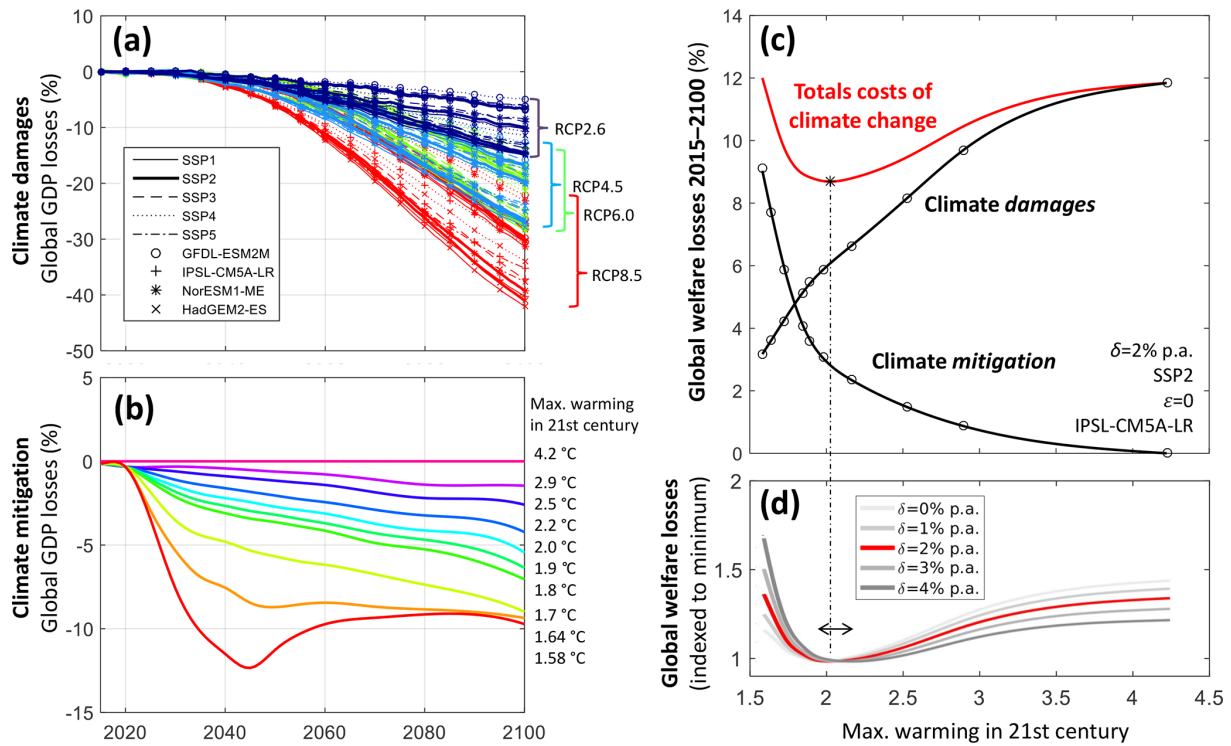 (a)
Climate damages
Global GDP losses (%)
10
0
-10
-20
-30
-40
-50
SSP1
SSP2
SSP3
SSP4
SSP5
GFDL-ESM2M
IPSL-CM5A-LR
NorESM1-ME
HadGEM2-ES
RCP2.6
RCP4.5
RCP6.0
RCP8.5
2020
2040
2060
2080
2100
(b)
Climate mitigation
Global GDP losses (%)
5
0
-5
-10
-15
Max. warming
in 21st century
4.2 °C
2.9 °C
2.5 °C
2.2 °C
2.0 °C
1.9 °C
1.8 °C
1.7 °C
1.64 °C
1.58 °C
2020
2040
2060
2080
2100
(c)
Global welfare losses 2015–2100 (%)
14
12
10
8
6
4
2
0
Totals costs of
climate change
Climate damages
Climate mitigation
δ=2% p.a.
SSP2
ε=0
IPSL-CM5A-LR
(d)
Global welfare losses
(indexed to minimum)
2
1.5
1
δ=0% p.a.
δ=1% p.a.
δ=2% p.a.
δ=3% p.a.
δ=4% p.a.
1.5
2
2.5
3
3.5
4
4.5
Max. warming in 21st century